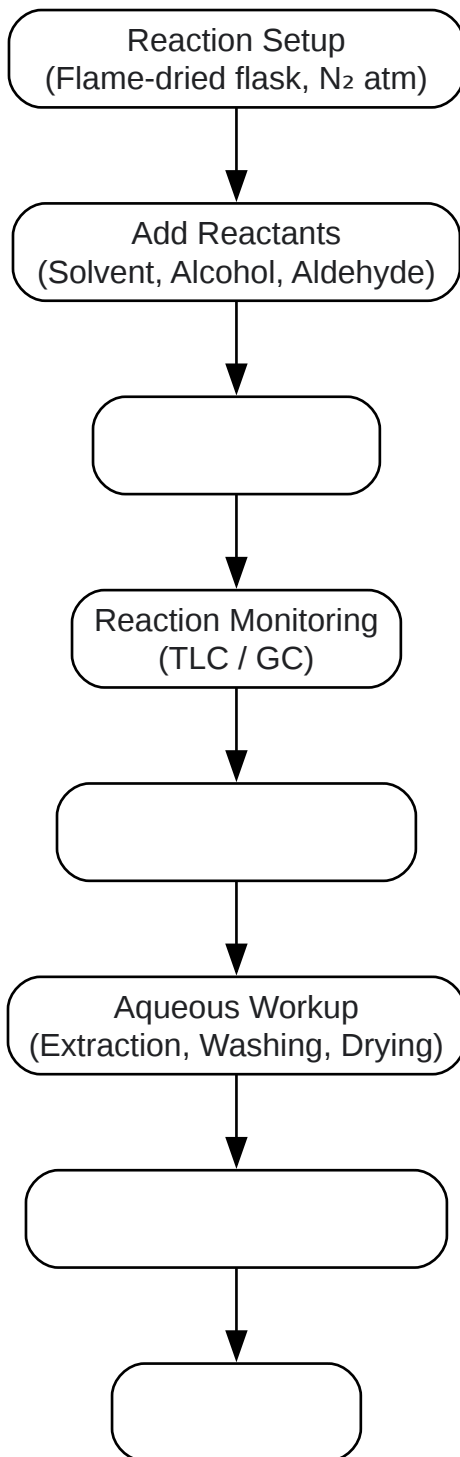 Reaction Setup
(Flame-dried flask, N₂ atm)
Add Reactants
(Solvent, Alcohol, Aldehyde)
Reaction Monitoring
(TLC / GC)
Aqueous Workup
(Extraction, Washing, Drying)